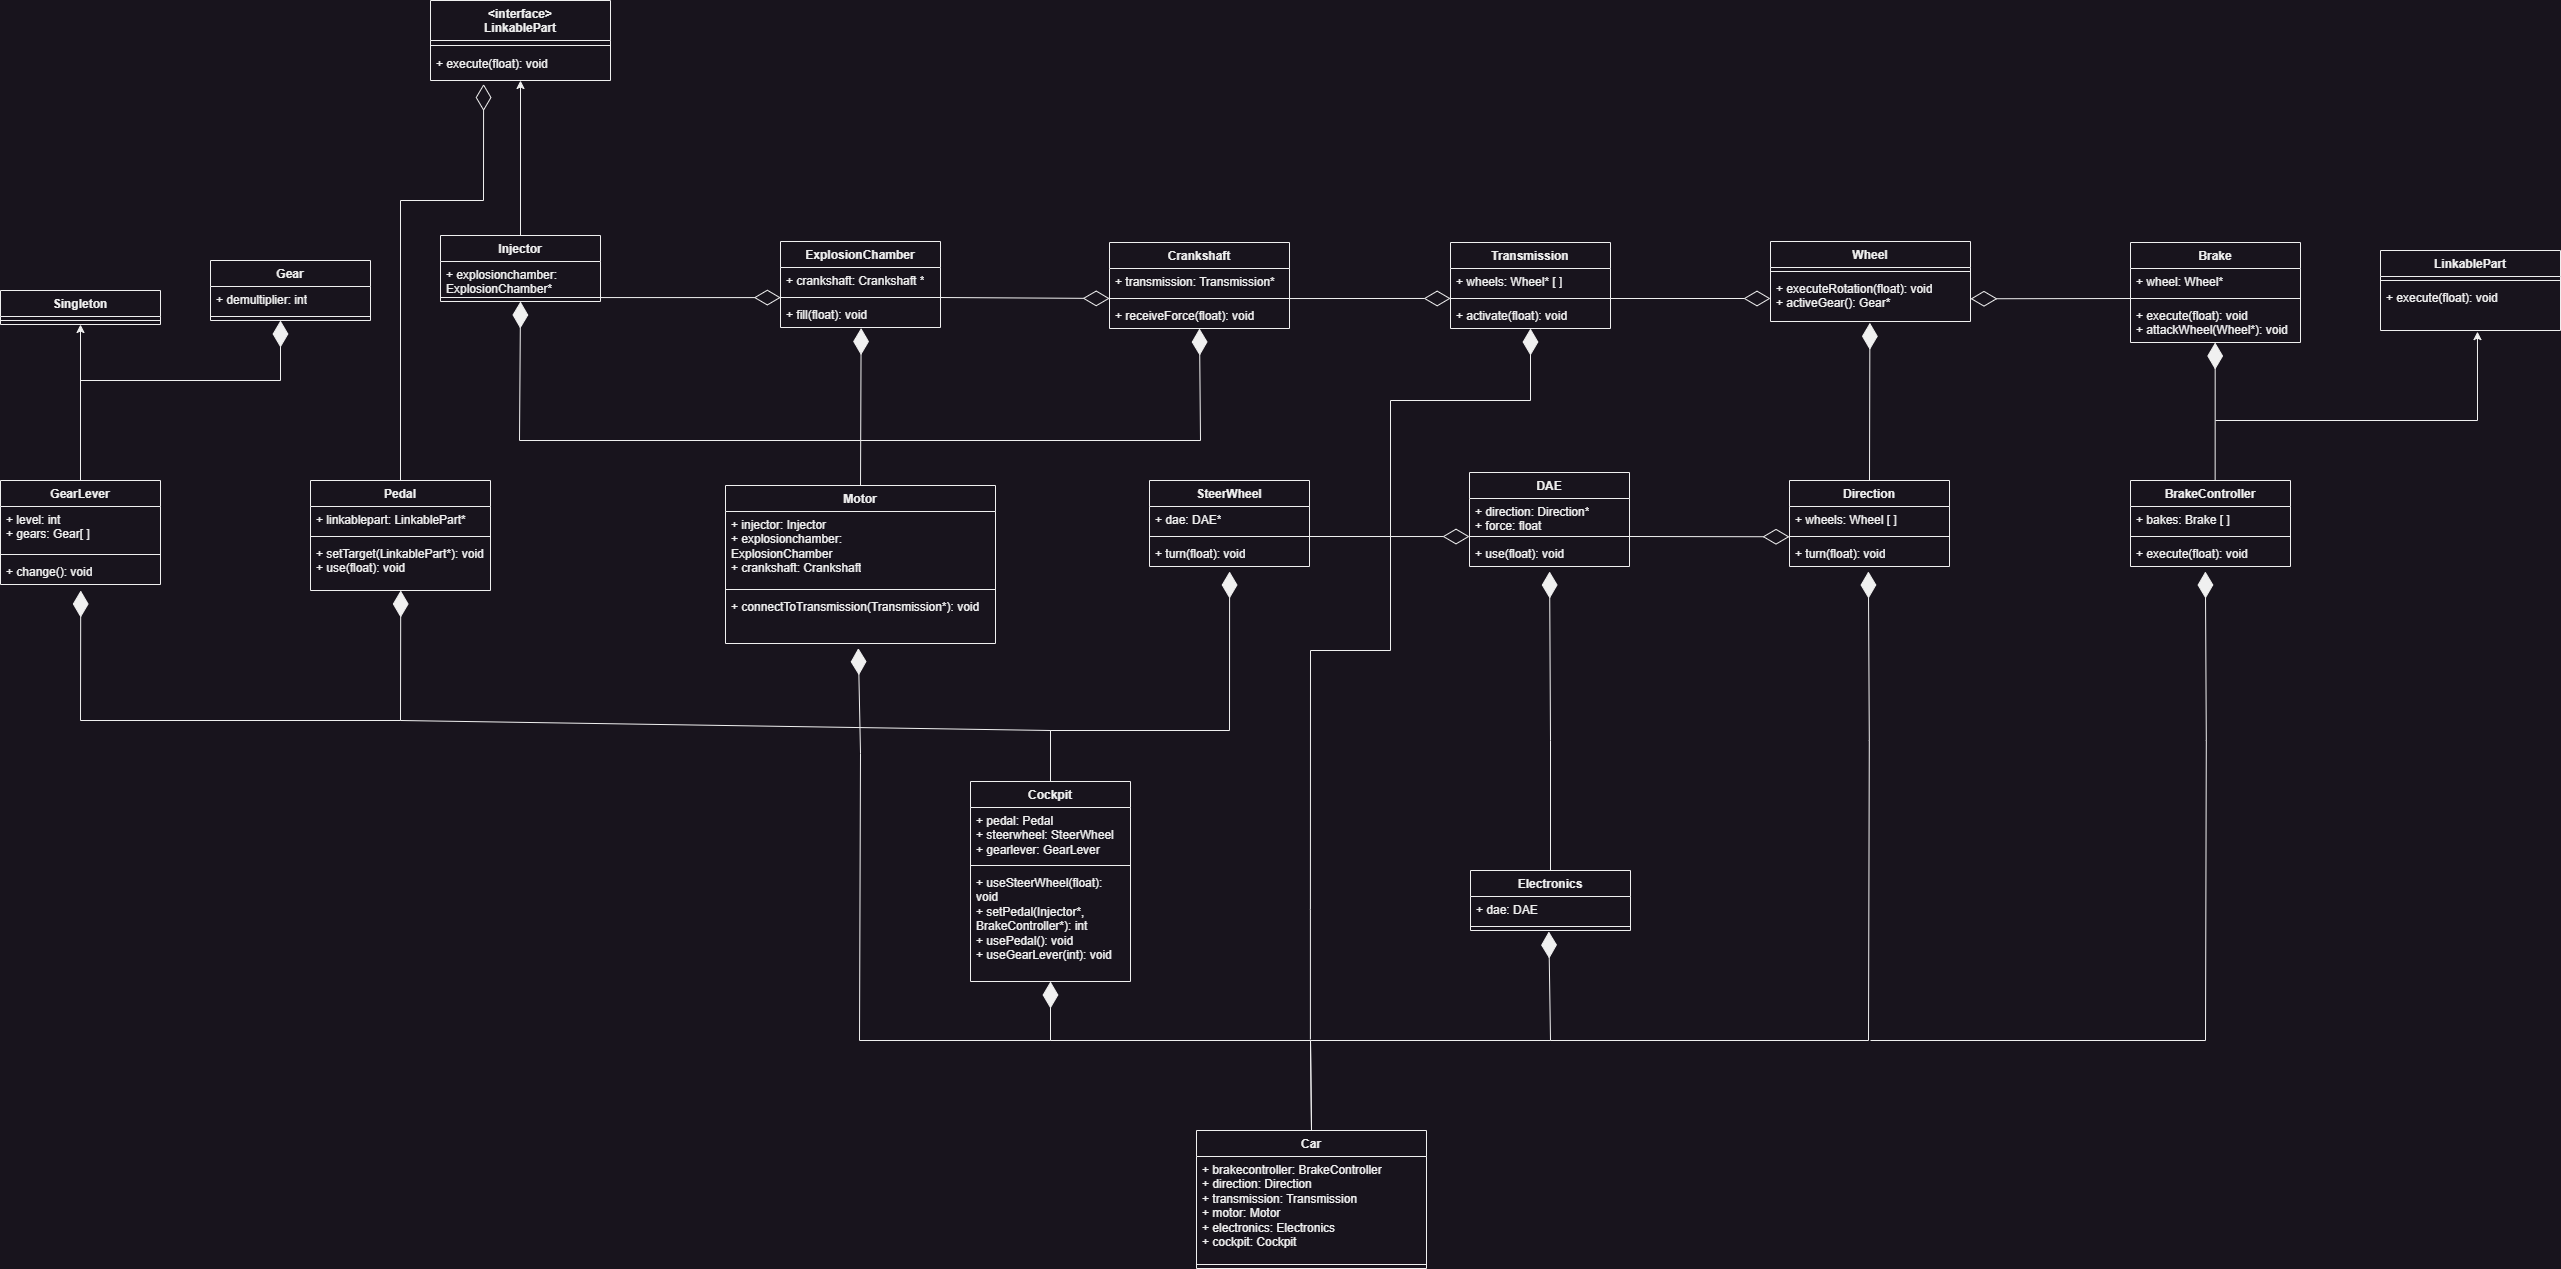 <interface>
LinkablePart
+ execute(float): void
Singleton
Gear
+ demultiplier: int
Injector
+ explosionchamber:
ExplosionChamber*
ExplosionChamber
+ crankshaft: Crankshaft *
+ fill(float): void
Crankshaft
+ transmission: Transmission*
+ receiveForce(float): void
Transmission
+ wheels: Wheel* [ ]
+ activate(float): void
Wheel
+ executeRotation(float): void
+ activeGear(): Gear*
Brake
+ wheel: Wheel*
+ execute(float): void
+ attackWheel(Wheel*): void
LinkablePart
+ execute(float): void
GearLever
+ level: int
+ gears: Gear[ ]
+ change(): void
Pedal
+ linkablepart: LinkablePart*
+ setTarget(LinkablePart*): void
+ use(float): void
Motor
+ injector: Injector
+ explosionchamber:
ExplosionChamber
+ crankshaft: Crankshaft
+ connectToTransmission(Transmission*): void
SteerWheel
+ dae: DAE*
+ turn(float): void
DAE
+ direction: Direction*
+ force: float
+ use(float): void
Direction
+ wheels: Wheel [ ]
+ turn(float): void
BrakeController
+ bakes: Brake [ ]
+ execute(float): void
Cockpit
+ pedal: Pedal
+ steerwheel: SteerWheel
+ gearlever: GearLever
+ useSteerWheel(float):
void
+ setPedal(Injector*,
BrakeController*): int
+ usePedal(): void
+ useGearLever(int): void
Electronics
+ dae: DAE
Car
+ brakecontroller: BrakeController
+ direction: Direction
+ transmission: Transmission
+ motor: Motor
+ electronics: Electronics
+ cockpit: Cockpit